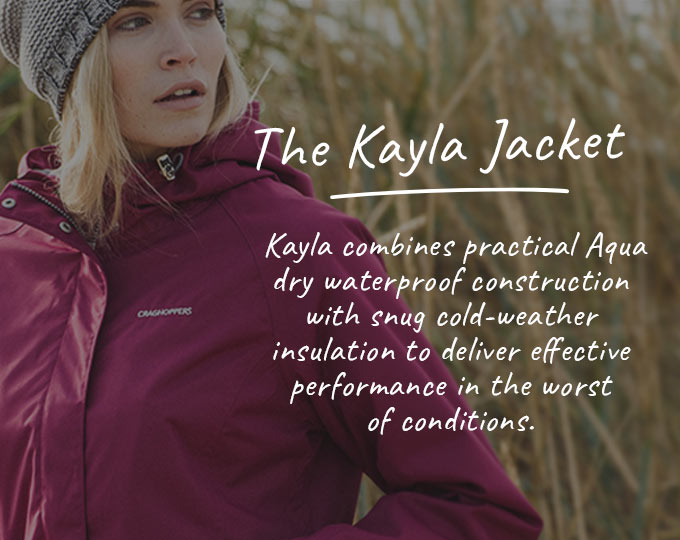 The Kayla Jacket
Kayla combines practical Aqua
dry waterproof construction
with snug cold-weather
insulation to deliver effective
performance in the worst
of conditions.
CRAGHOPPERS